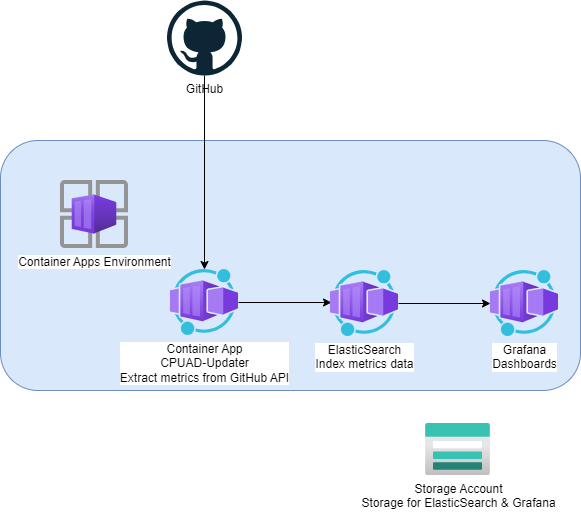 GitHub
Container Apps Environment
Container App
CPUAD-Updater
Extract metrics from GitHub API
ElasticSearch
Index metrics data
Grafana
Dashboards
Storage Account
Storage for ElasticSearch & Grafana